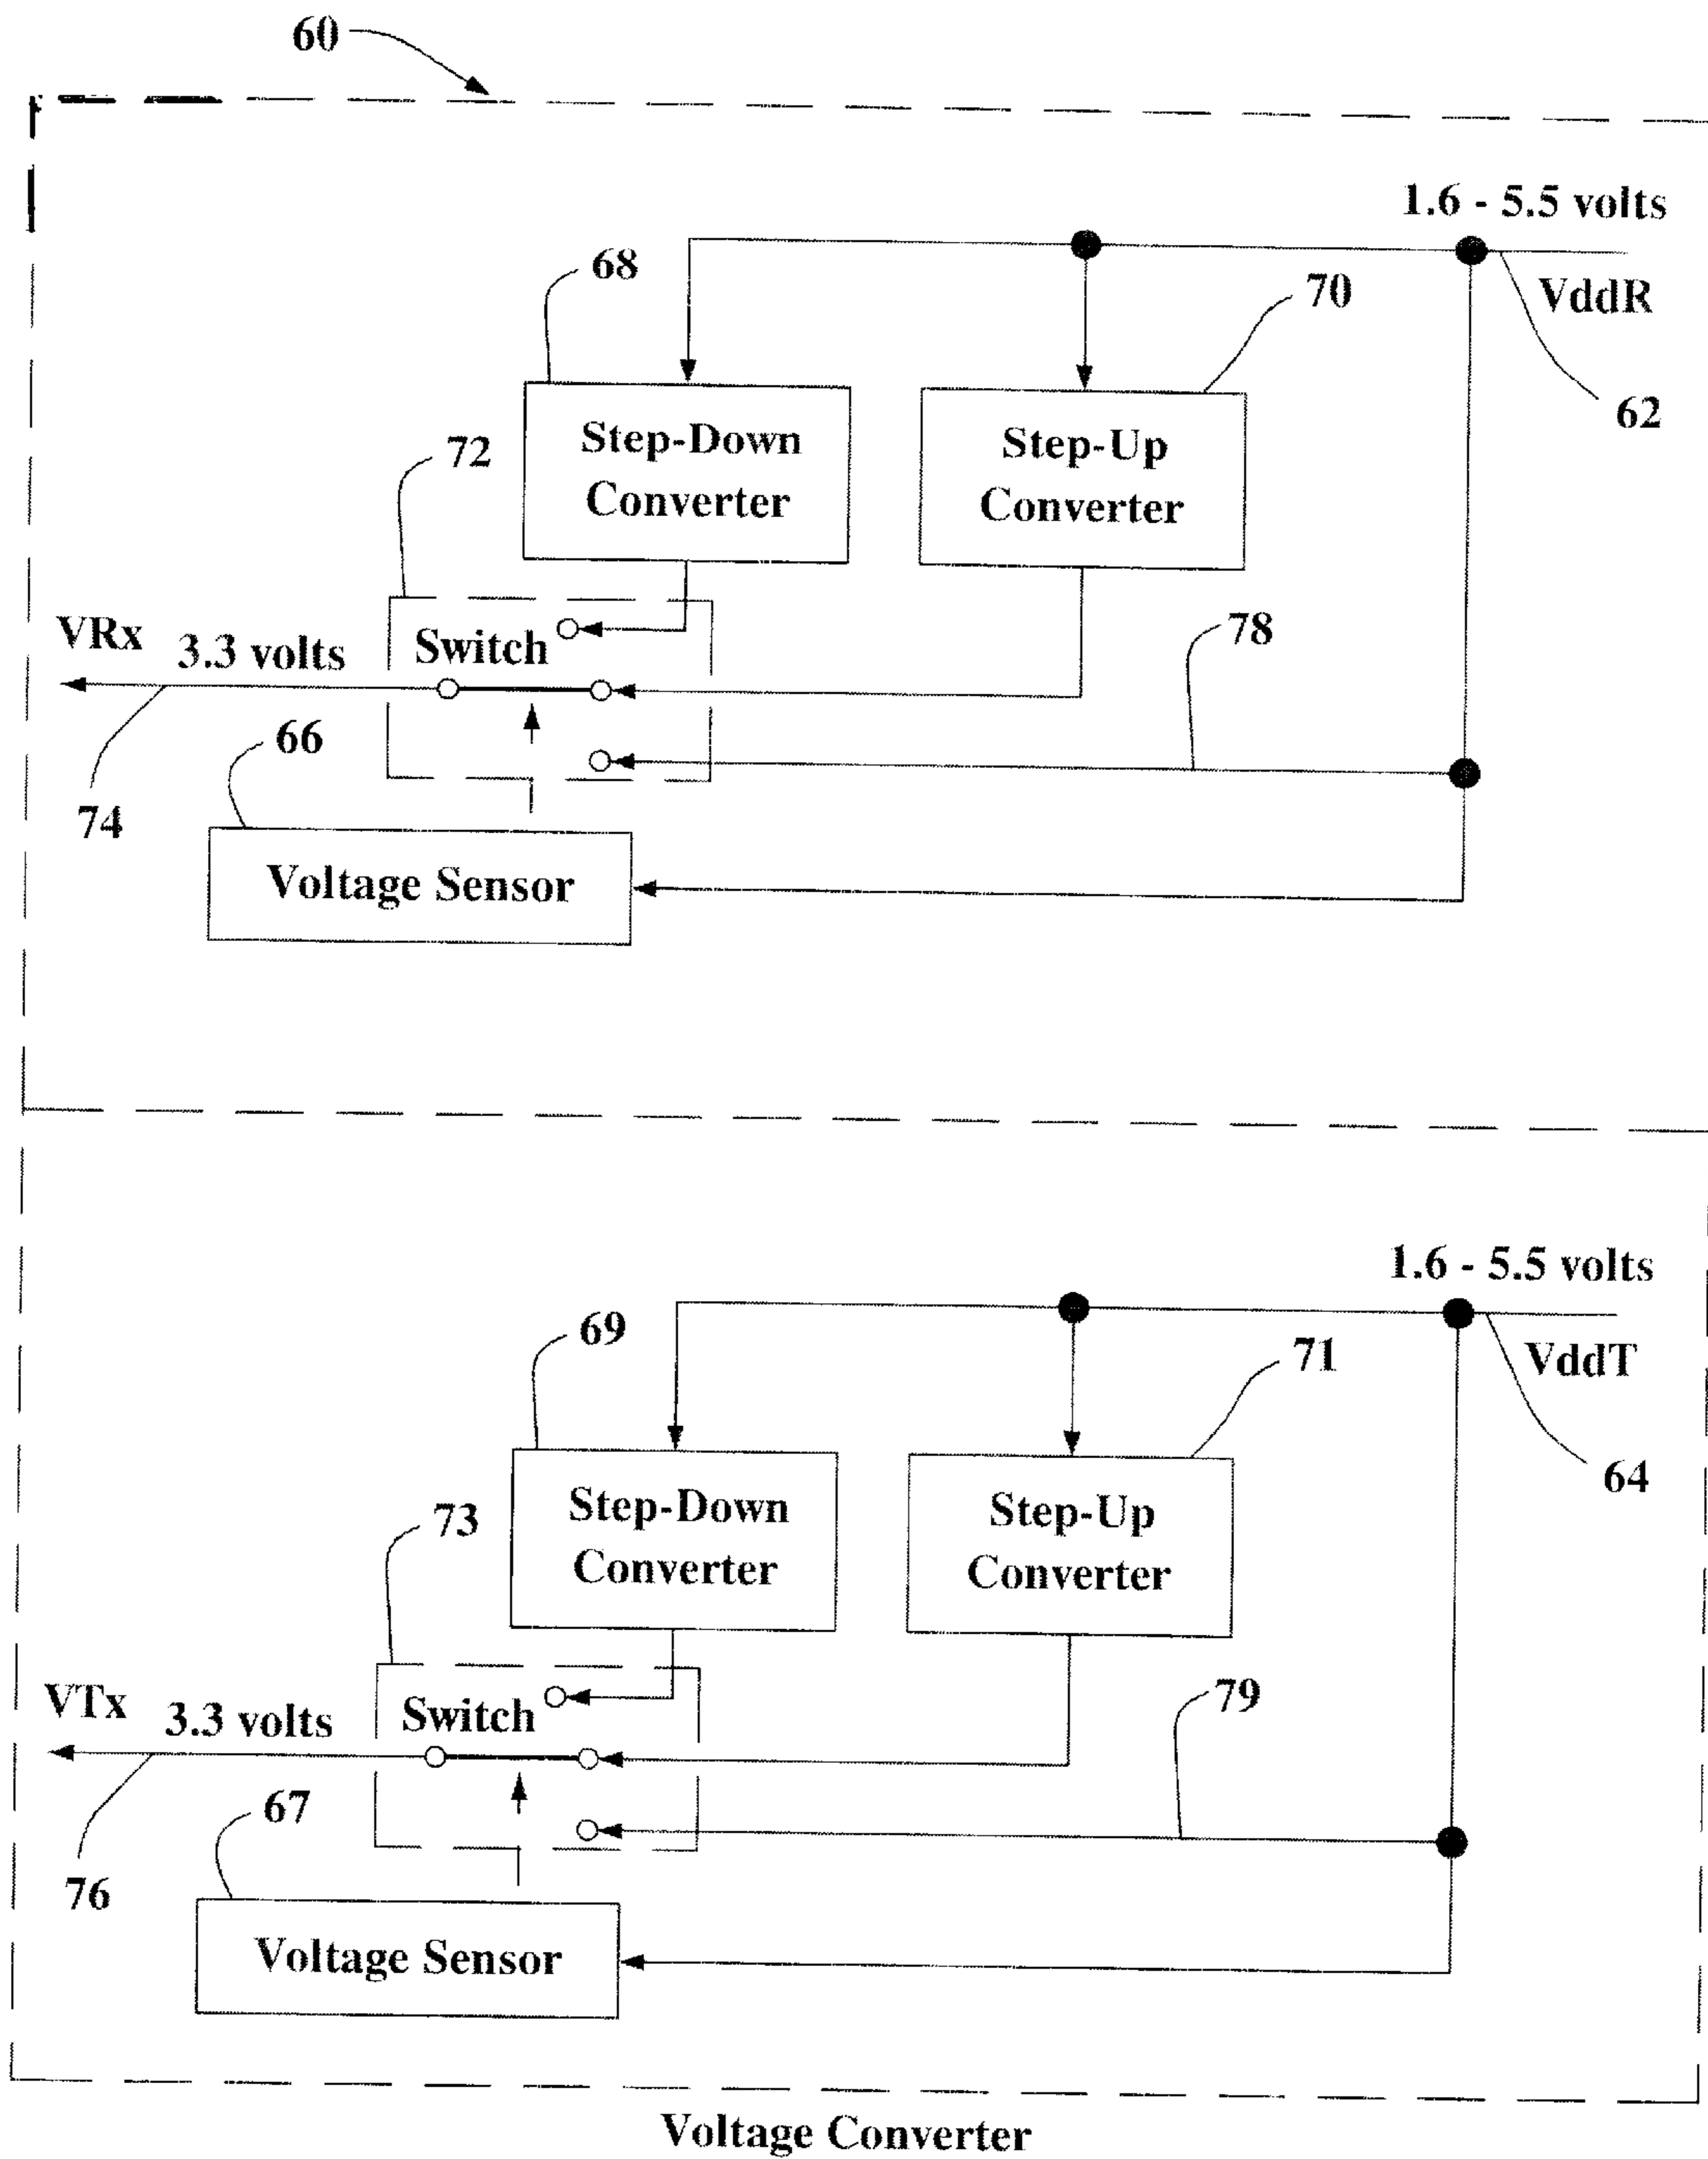 60
1.6 - 5.5 volts
68
70
VddR
62
72
Step-Down
Converter
Step-Up
Converter
78
VRx
3.3 volts
Switch
66
74
Voltage Sensor
1.6 - 5.5 volts
69
71
VddT
64
73
Step-Down
Converter
Step-Up
Converter
79
VTx
3.3 volts
Switch
67
76
Voltage Sensor
Voltage Converter